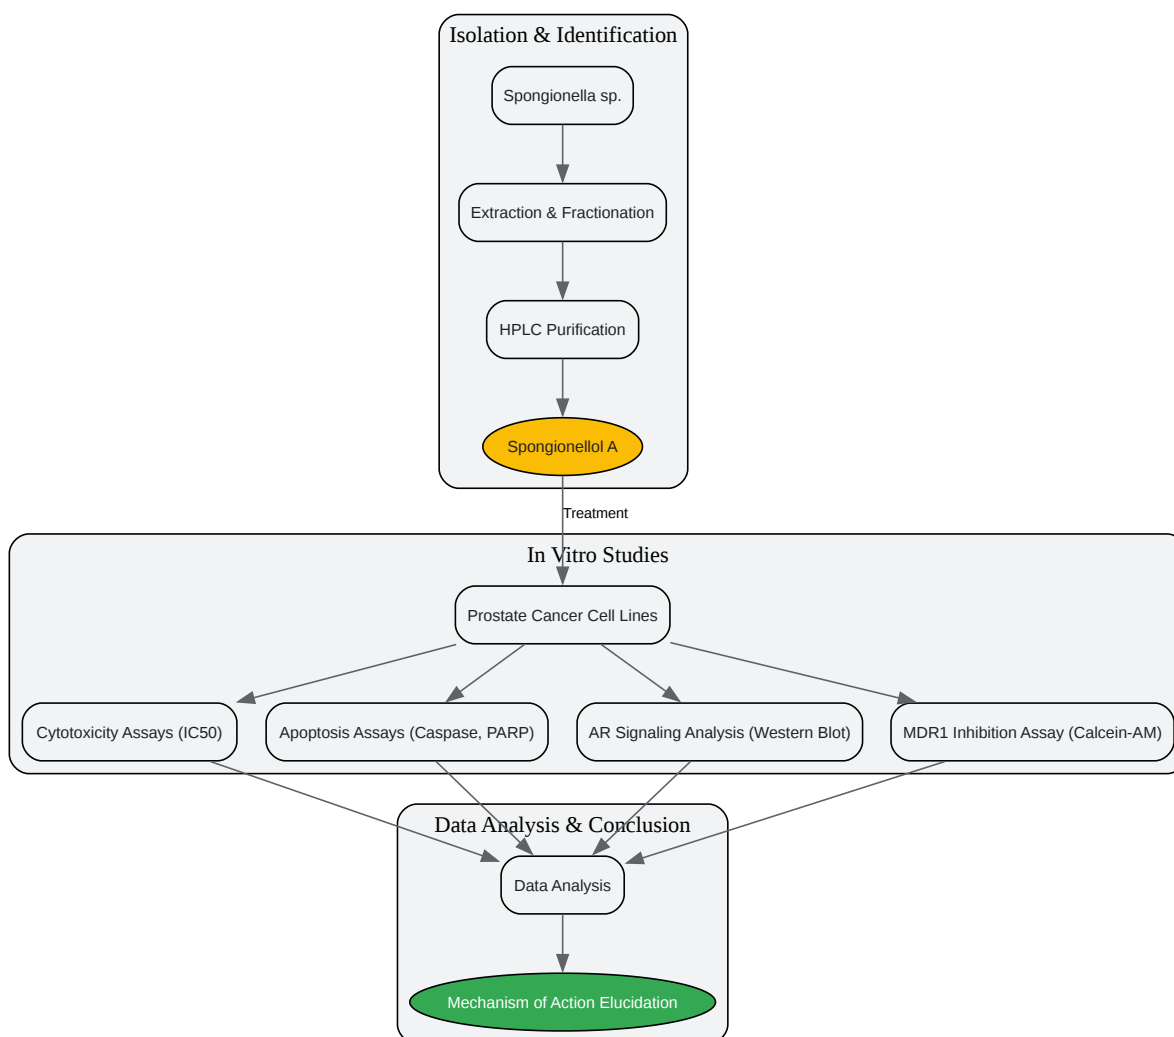 Isolation & Identification
Spongionella sp.
Extraction & Fractionation
HPLC Purification
Spongionellol A
Treatment
In Vitro Studies
Prostate Cancer Cell Lines
Cytotoxicity Assays (IC50)
Apoptosis Assays (Caspase, PARP)
AR Signaling Analysis (Western Blot)
MDR1 Inhibition Assay (Calcein-AM)
Data Analysis & Conclusion
Data Analysis
Mechanism of Action Elucidation